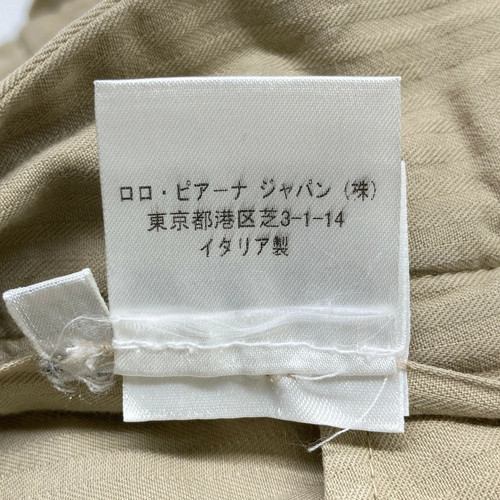 ロロ・ピアーナ ジャパン (株)
東京都港区芝3-1-14
イタリア製